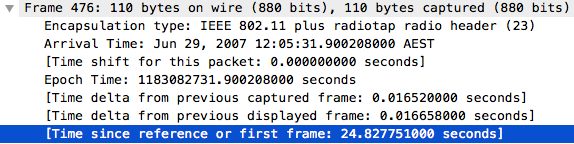 Frame 476: 110 bytes on wire (880 bits), 110 bytes captured (880 bits)
Encapsulation type: IEEE 802.11 plus radiotap radio header (23)
Arrival Time: Jun 29, 2007 12:05:31.900208000 AEST
[Time shift for this packet: 0.000000000 seconds]
Epoch Time: 1183082731.900208000 seconds
[Time delta from previous captured frame: 0.016520000 seconds]
[Time delta from previous displayed frame: 0.016658000 seconds]
[Time since reference or first frame: 24.827751000 seconds]